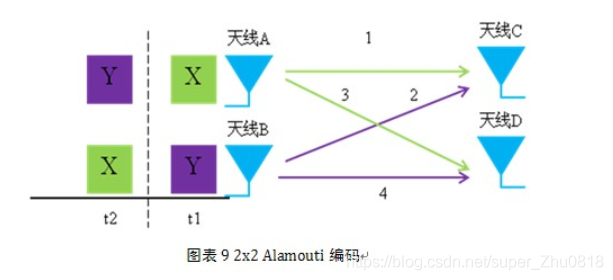 天线A
1
天线C
Y
X
3
2
天线B
天线D
X
Y
4
t2
t1
图表 9 2x2 Alamouti 编码
https://blog.csdn.net/super_Zhu0818